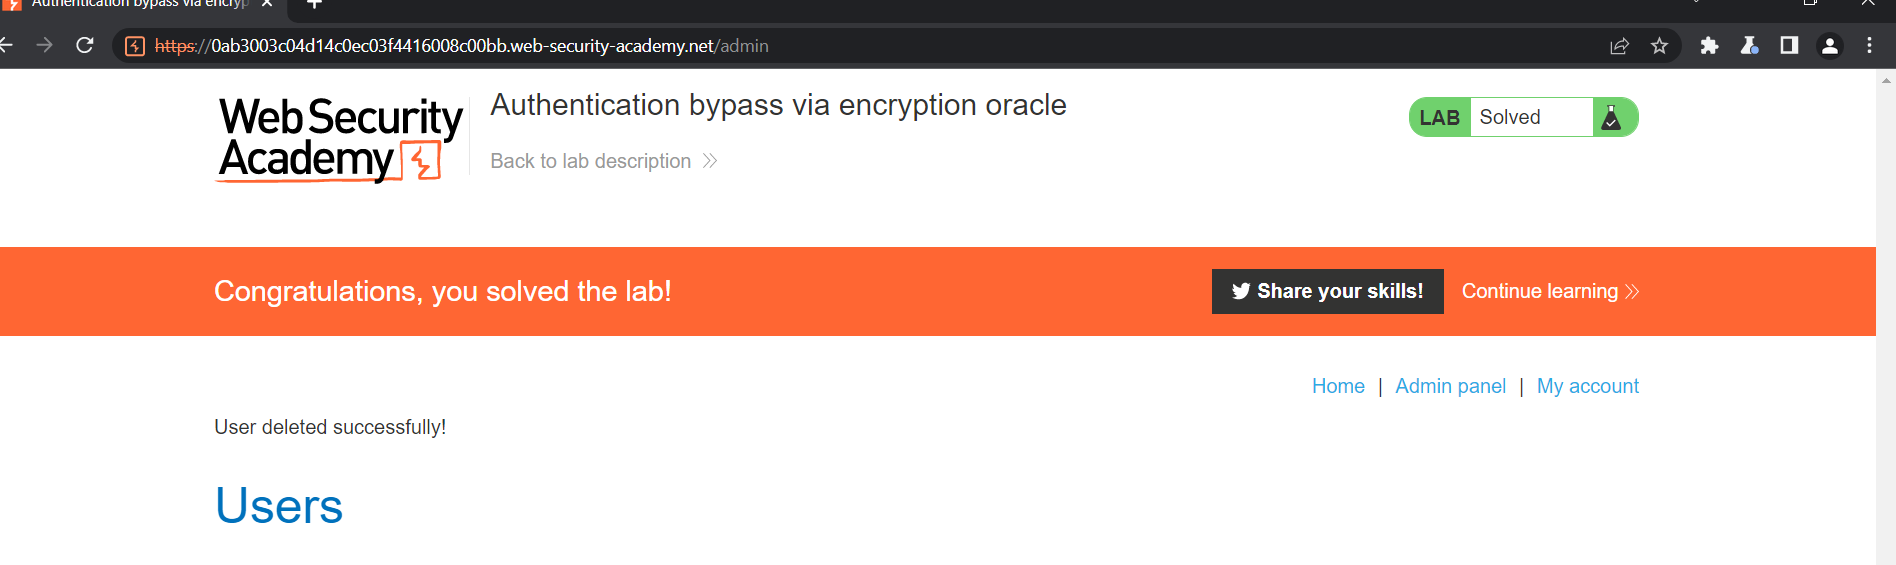 Authentication bypass via encryp
https://0ab3003c04d14c0ec03f4416008c00bb.web-security-academy.net/admin
Web Security
Academy
Authentication bypass via encryption oracle
Back to lab description
LAB Solved
Congratulations, you solved the lab!
Share your skills!
Continue learning
Home | Admin panel | My account
User deleted successfully!
Users